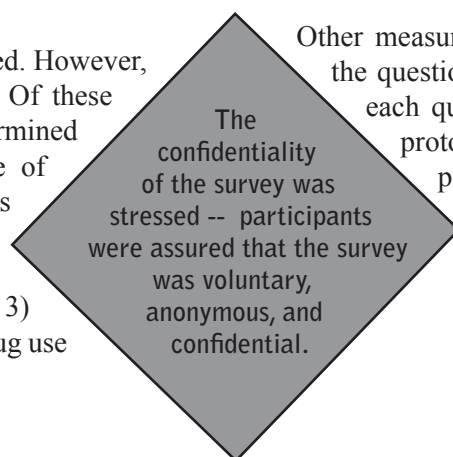 ed. However,
Of these
rmined
e of
s
3)
ug use
The
confidentiality
of the survey was
stressed -- participants
were assured that the survey
was voluntary,
anonymous, and
confidential.
Other measur
the questio
each qu
proto
p